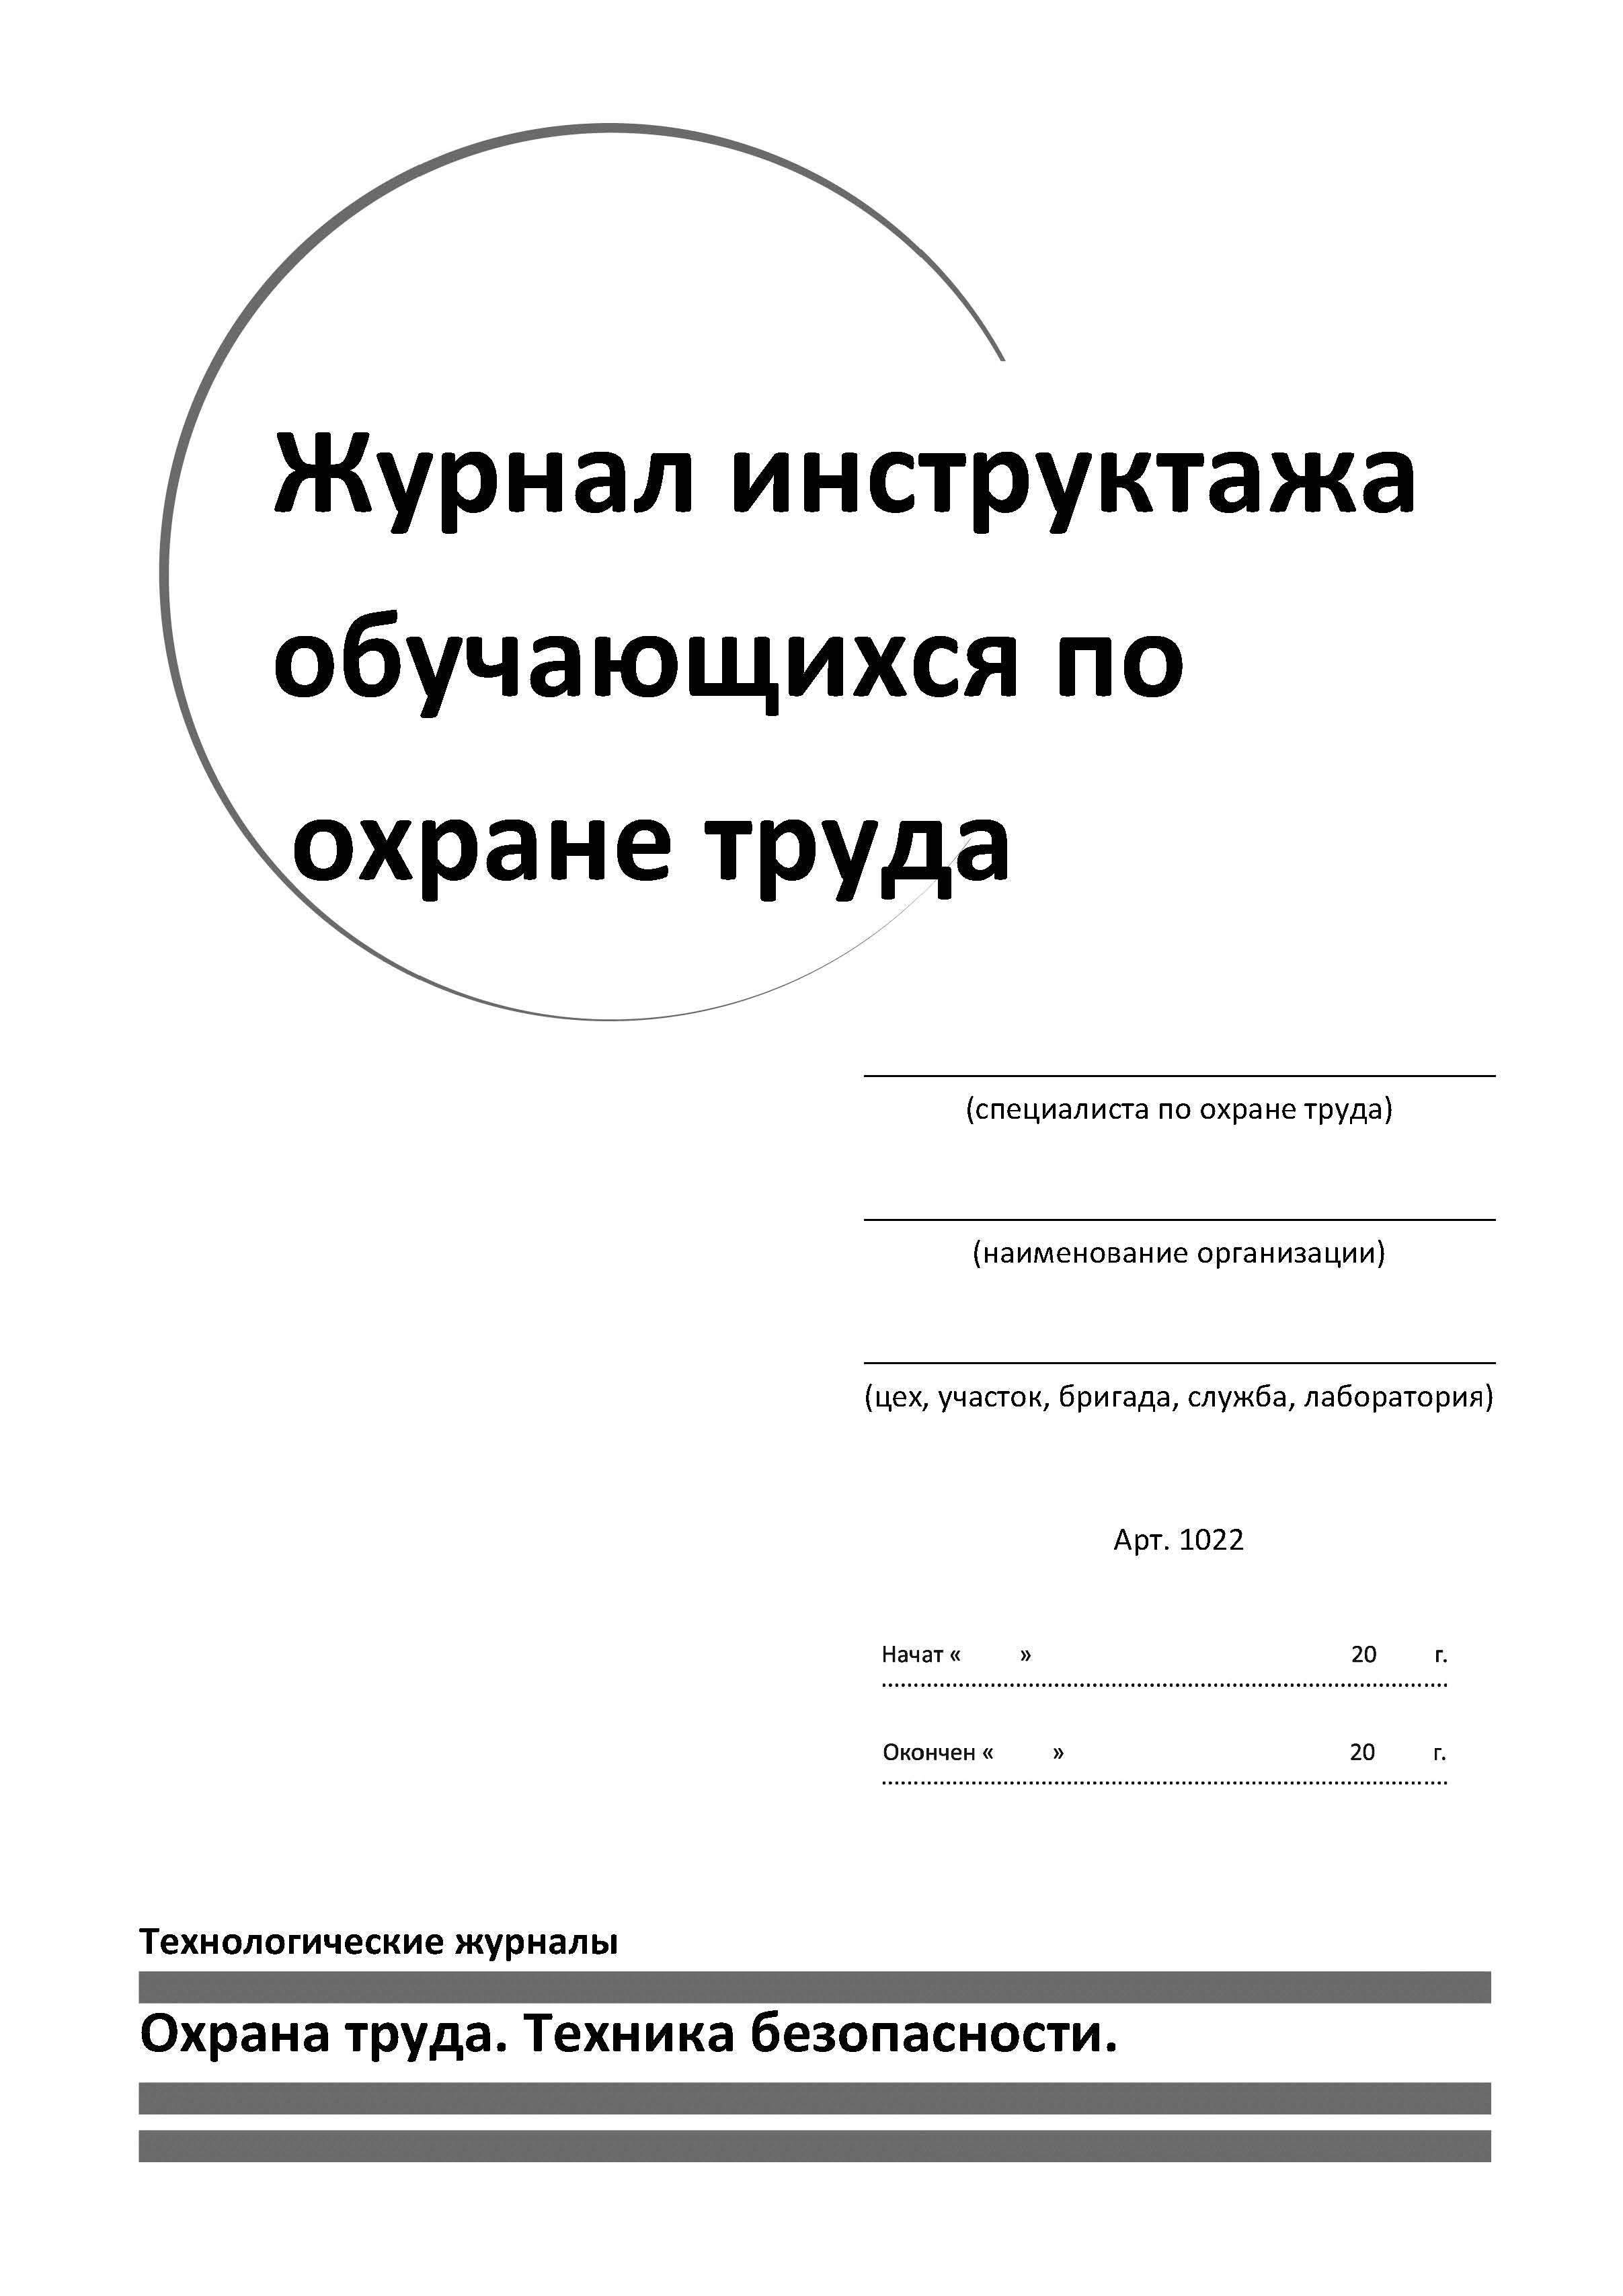 Журнал инструктажа
обучающихся по
охране труда
(специалиста по охране труда)
(наименование организации)
(цех, участок, бригада, служба, лаборатория)
Арт. 1022
Начат « » 20 г.
Окончен « » 20 г.
Технологические журналы
Охрана труда. Техника безопасности.